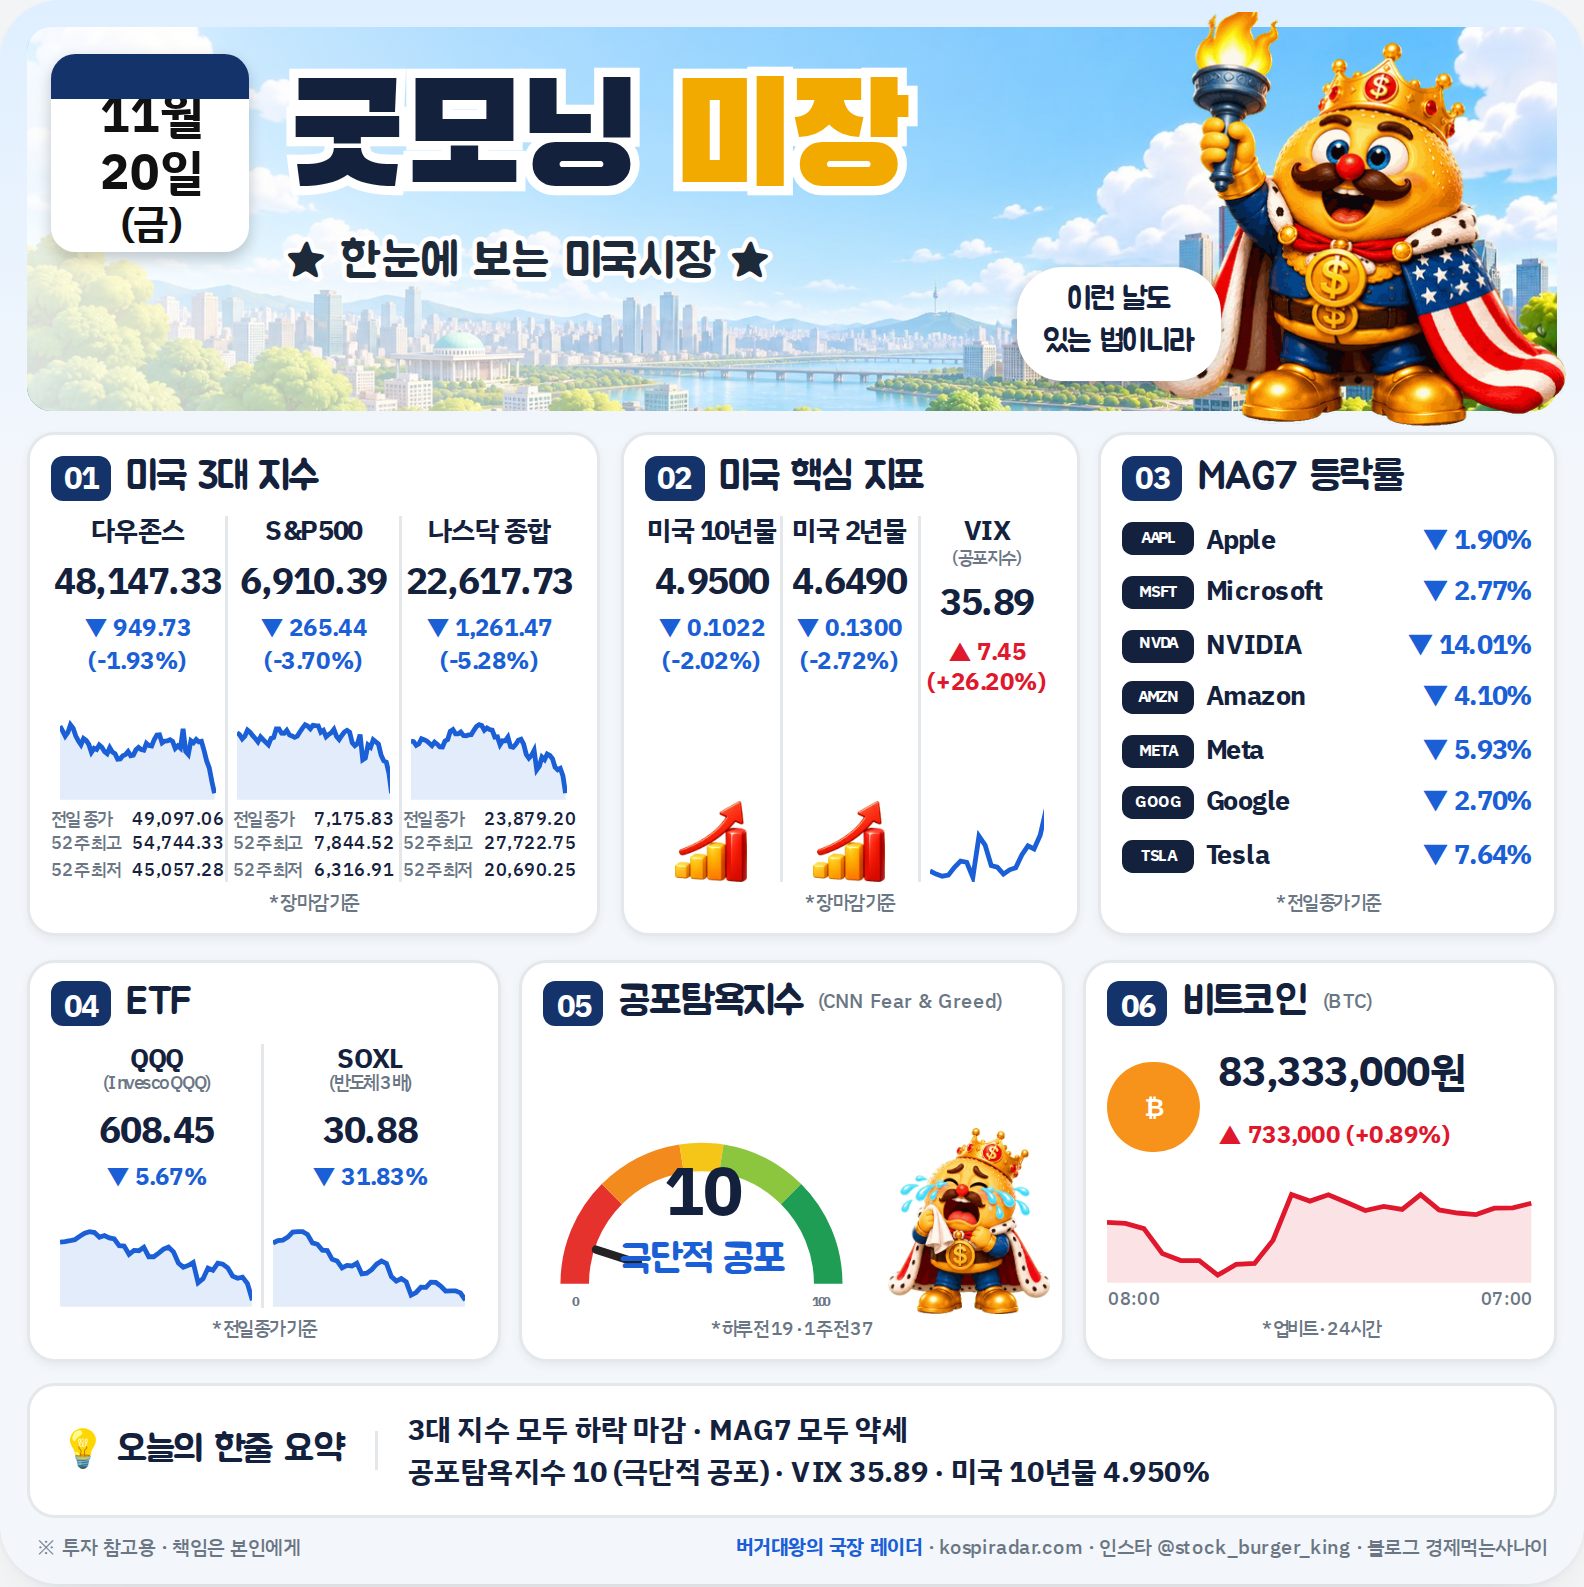 11월
20일
(금)
굿모닝 미장
★ 한눈에 보는 미국시장 ★
이런 날도
있는 법이니라
01 미국 3대 지수
다우존스
48,147.33
▼ 949.73
(-1.93%)
전일종가 49,097.06
52주최고 54,744.33
52주최저 45,057.28
S&P500
6,910.39
▼ 265.44
(-3.70%)
전일종가 7,175.83
52주최고 7,844.52
52주최저 6,316.91
나스닥 종합
22,617.73
▼ 1,261.47
(-5.28%)
전일종가 23,879.20
52주최고 27,722.75
52주최저 20,690.25
*장마감기준
02 미국 핵심 지표
미국 10년물
4.9500
▼ 0.1022
(-2.02%)
미국 2년물
4.6490
▼ 0.1300
(-2.72%)
VIX
(공포지수)
35.89
▲ 7.45
(+26.20%)
*장마감기준
03 MAG7 등락률
AAPL Apple ▼ 1.90%
MSFT Microsoft ▼ 2.77%
NVDA NVIDIA ▼ 14.01%
AMZN Amazon ▼ 4.10%
META Meta ▼ 5.93%
GOOG Google ▼ 2.70%
TSLA Tesla ▼ 7.64%
*전일종가기준
04 ETF
QQQ
(Invesco QQQ)
608.45
▼ 5.67%
SOXL
(반도체 3배)
30.88
▼ 31.83%
*전일종가기준
05 공포탐욕지수 (CNN Fear & Greed)
10
극단적 공포
0 100
*하루전19·1주전37
06 비트코인 (BTC)
₿
83,333,000원
▲ 733,000 (+0.89%)
08:00 07:00
*업비트·24시간
오늘의 한줄 요약
3대 지수 모두 하락 마감 · MAG7 모두 약세
공포탐욕지수 10 (극단적 공포) · VIX 35.89 · 미국 10년물 4.950%
※ 투자 참고용 · 책임은 본인에게
버거대왕의 국장 레이더 · kospiradar.com · 인스타 @stock_burger_king · 블로그 경제먹는사나이